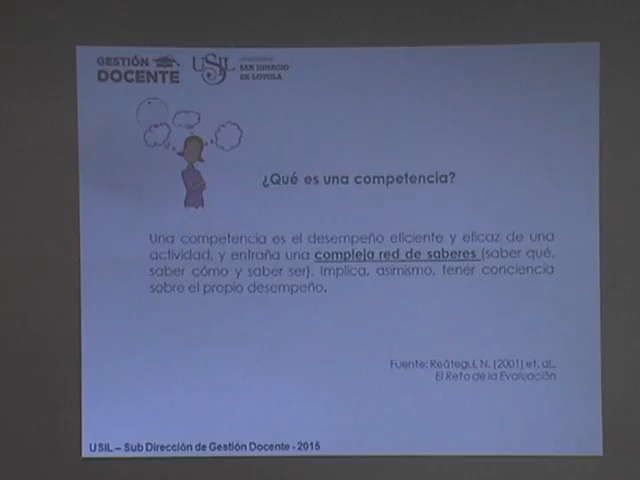 GESTIÓN
DOCENTE
USIL
SAN IGNACIO
DE LOYOLA
¿Qué es una competencia?
Una competencia es el desempeño eficiente y eficaz de una
actividad, y entraña una compleja red de saberes (saber qué,
saber cómo y saber ser). Implica, asimismo, tener conciencia
sobre el propio desempeño.
Fuente: Reátegui, N. (2001) et. al.
El Reto de la Evaluación
USIL – Sub Dirección de Gestión Docente - 2015